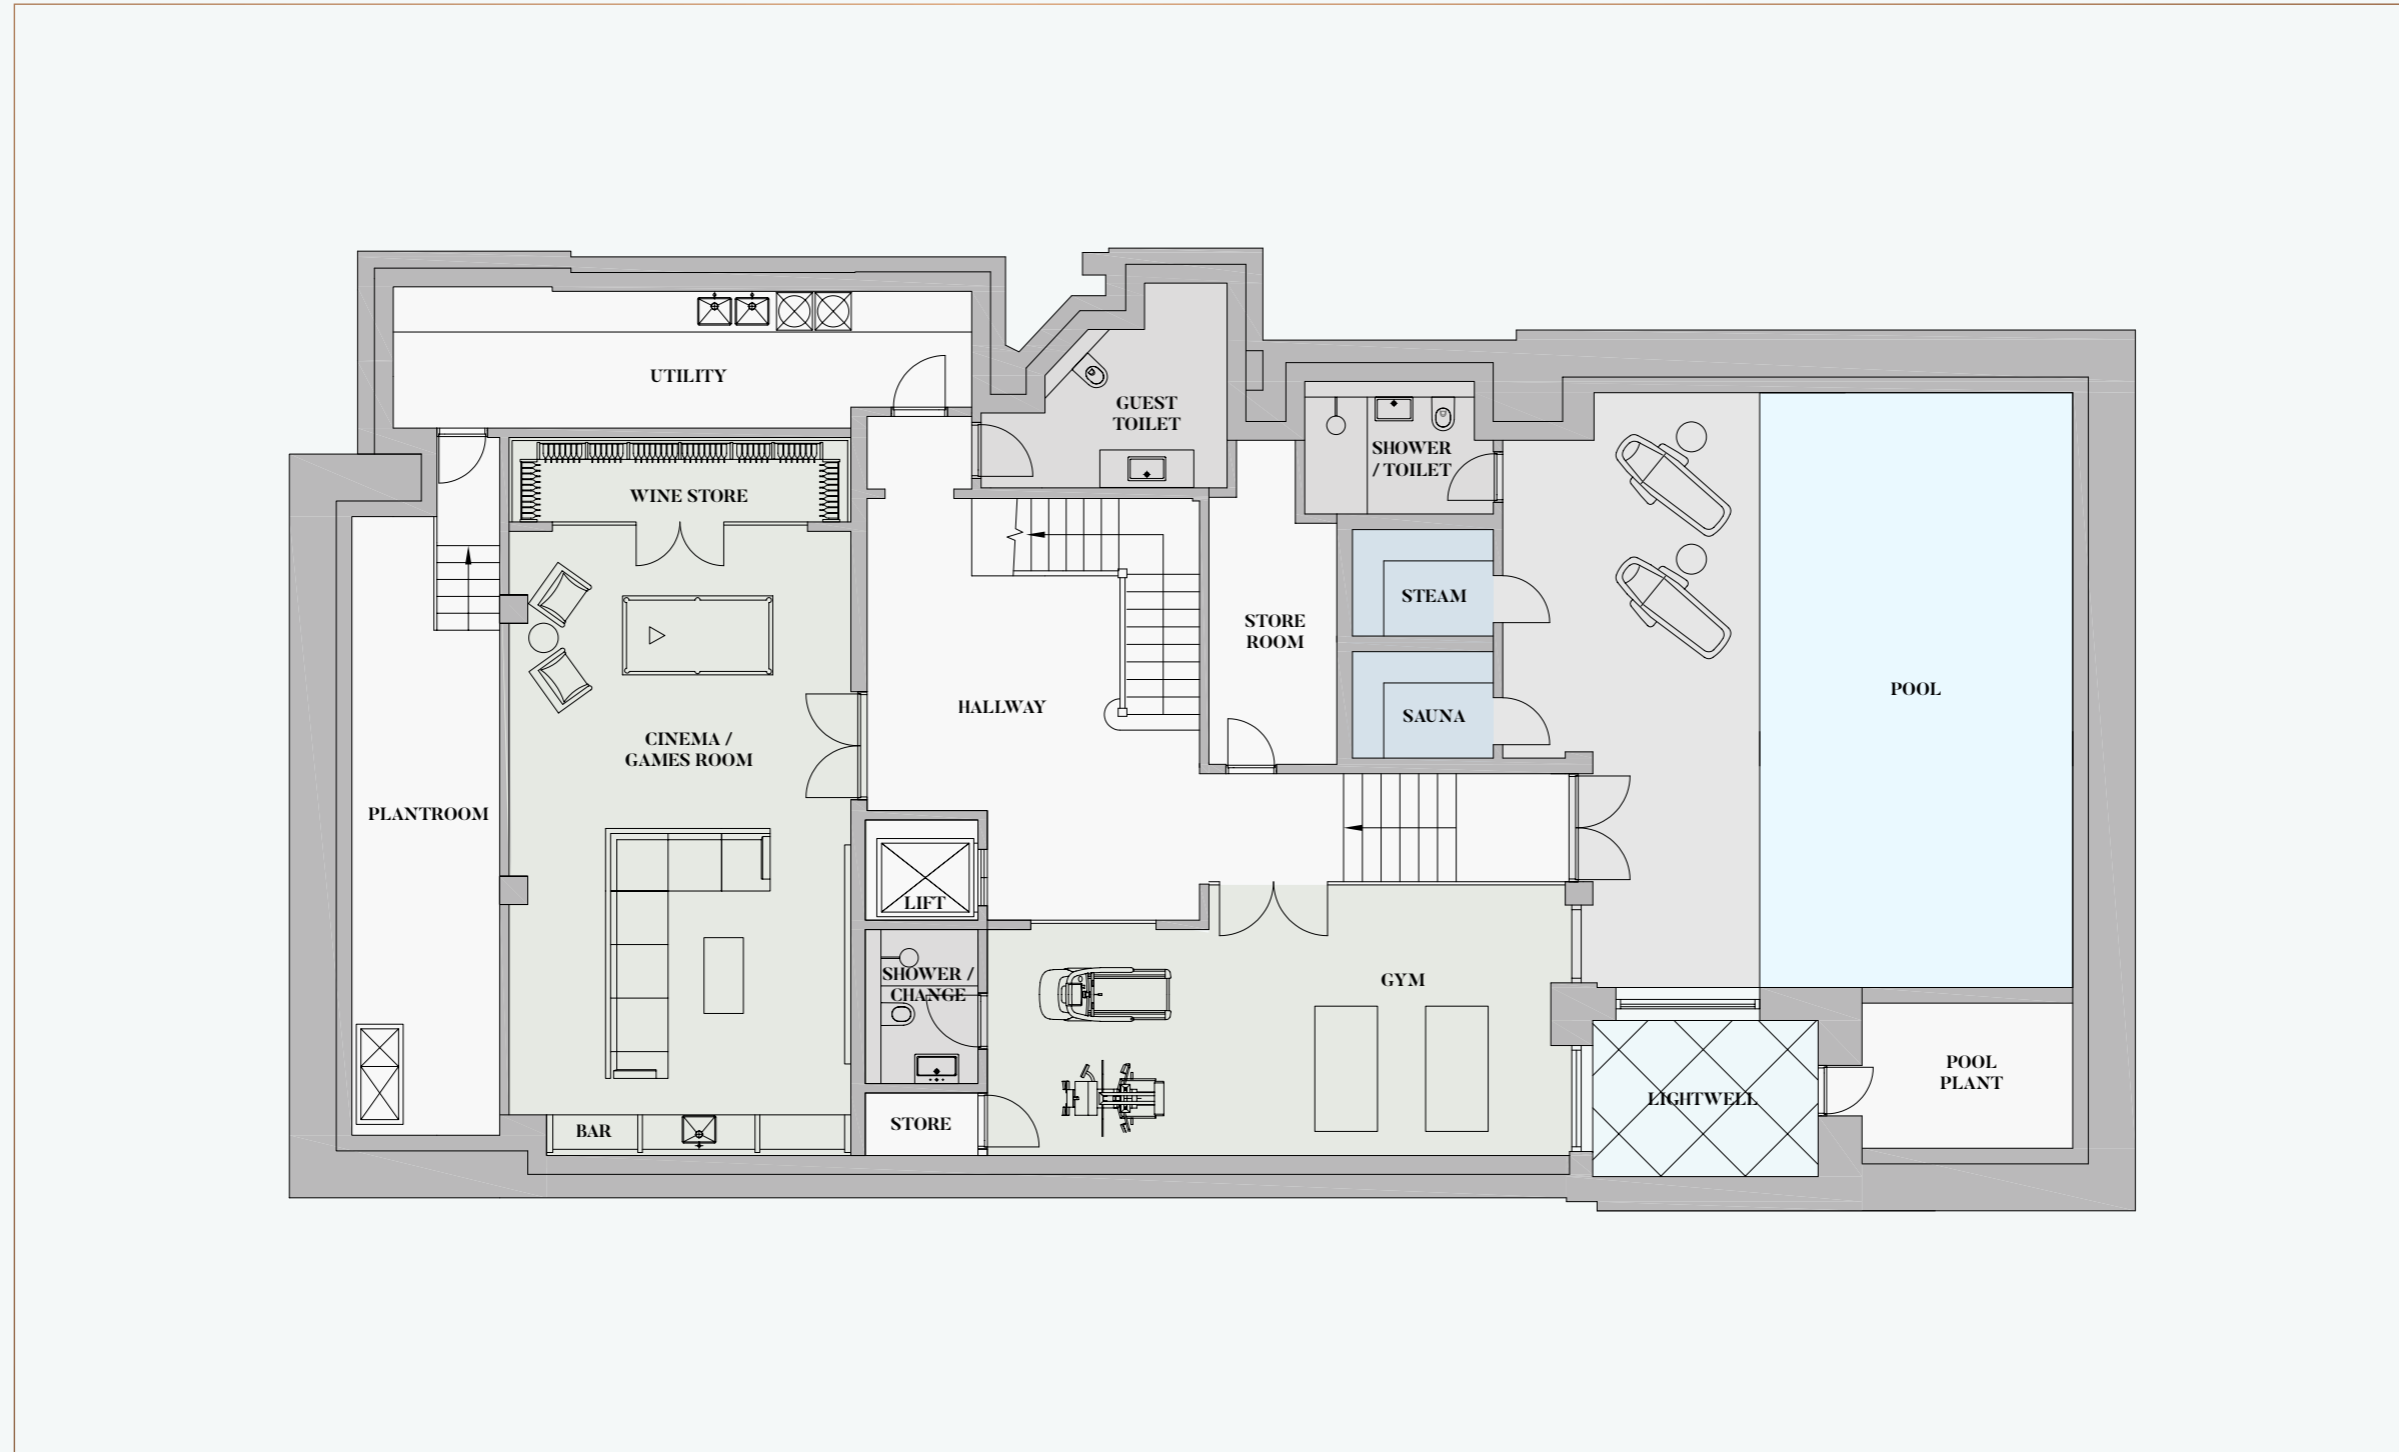 UTILITY
GUEST
TOILET
SHOWER
/ TOILET
WINE STORE
STEAM
STORE
ROOM
POOL
HALLWAY
SAUNA
CINEMA /
GAMES ROOM
PLANTROOM
LIFT
SHOWER /
CHANGE
GYM
POOL
PLANT
LIGHTWELL
STORE
BAR